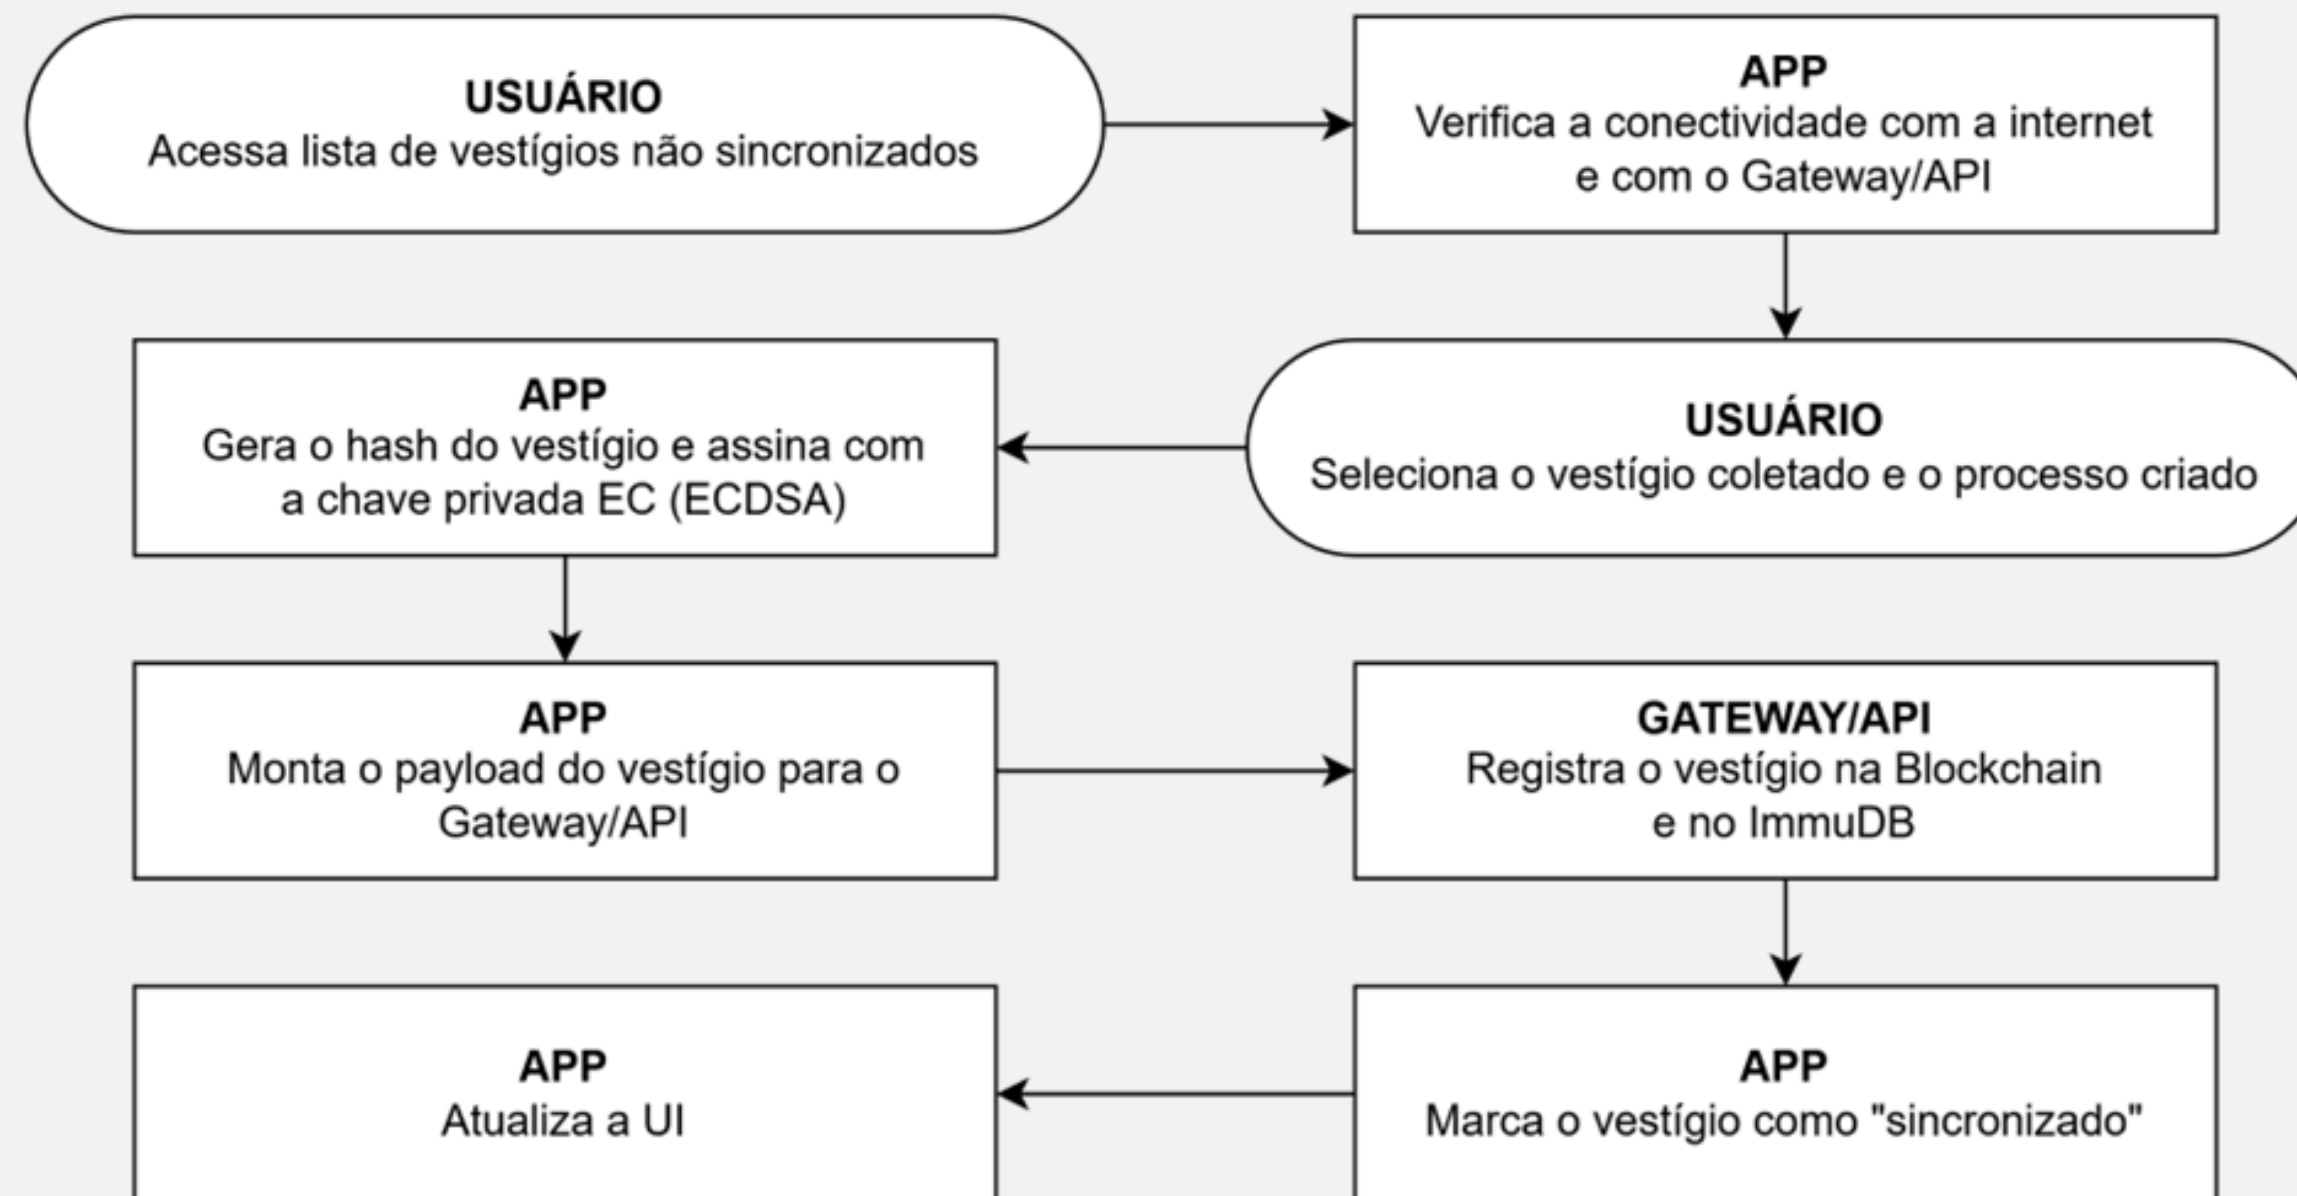 USUÁRIO
Acessa lista de vestígios não sincronizados
APP
Verifica a conectividade com a internet
e com o Gateway/API
USUÁRIO
Seleciona o vestígio coletado e o processo criado
APP
Gera o hash do vestígio e assina com
a chave privada EC (ECDSA)
APP
Monta o payload do vestígio para o
Gateway/API
GATEWAY/API
Registra o vestígio na Blockchain
e no ImmuDB
APP
Marca o vestígio como "sincronizado"
APP
Atualiza a UI